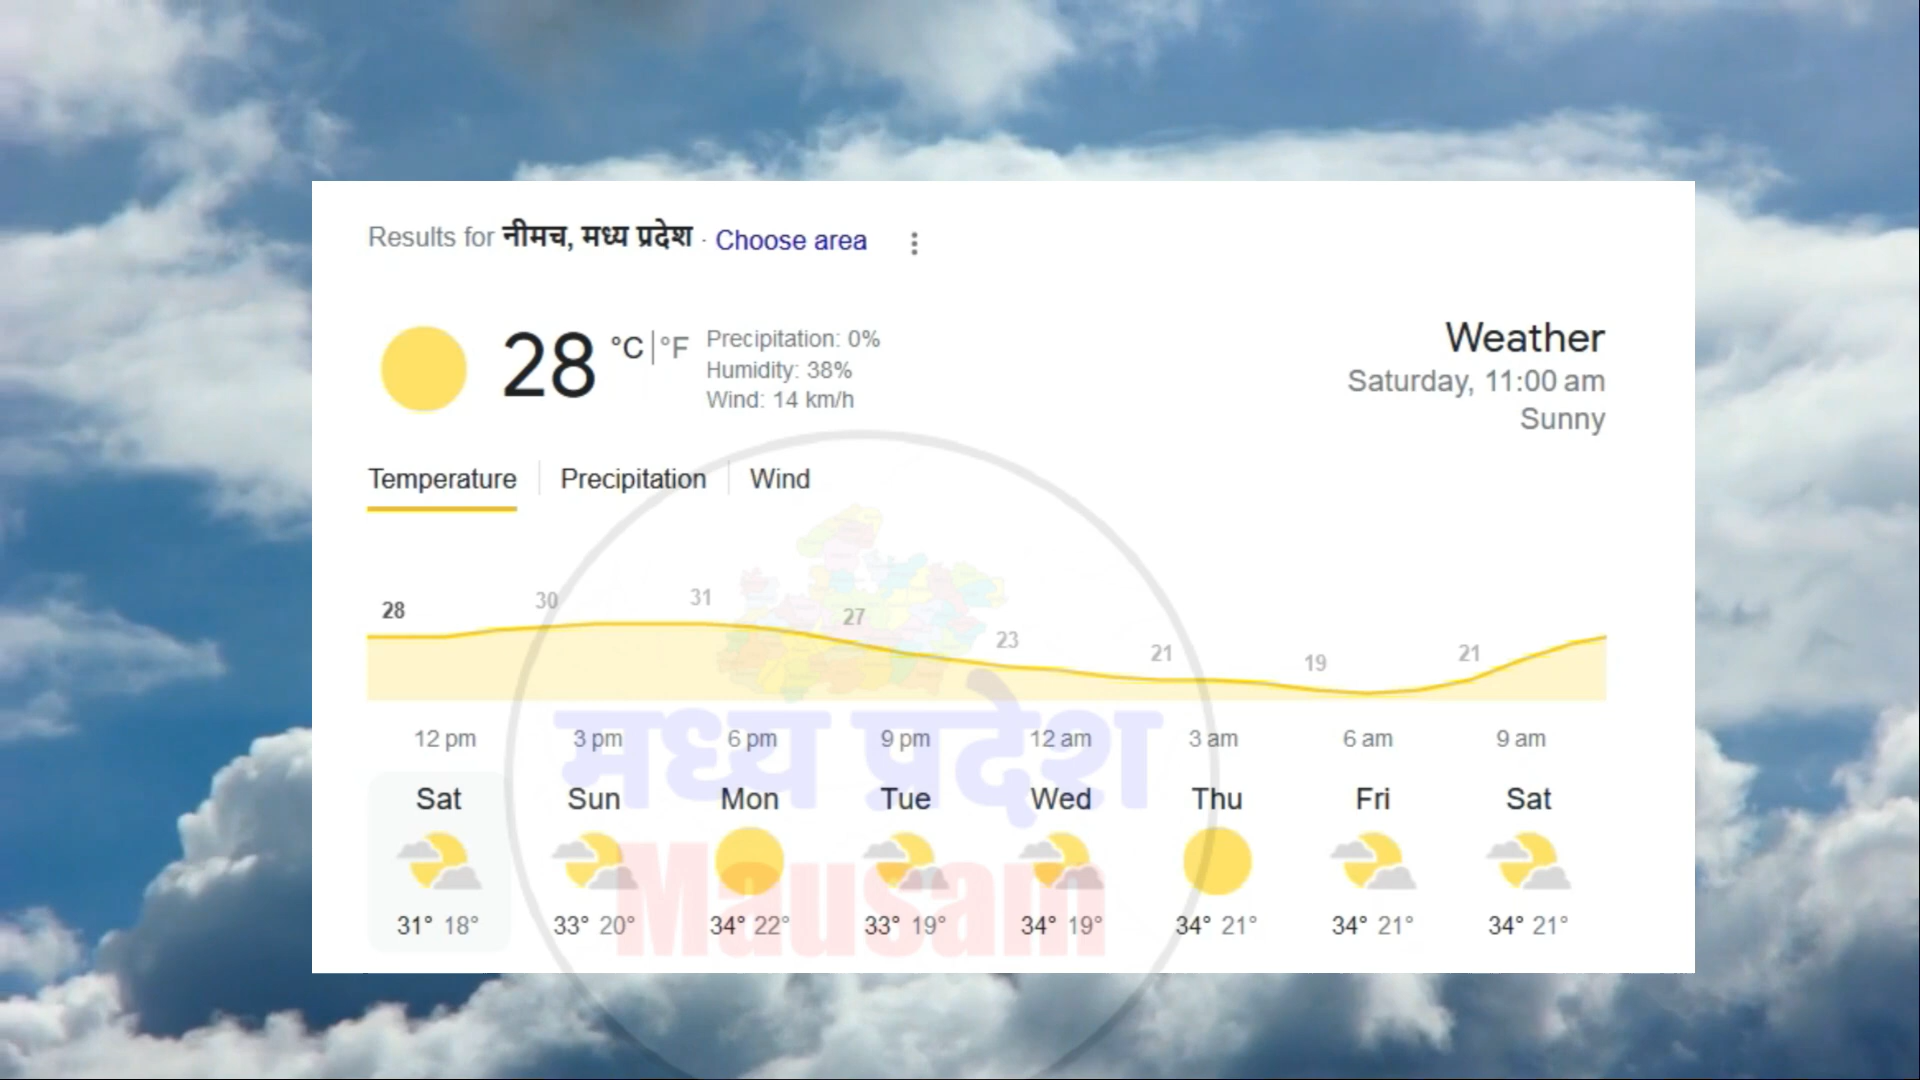 Results for नीमच, मध्य प्रदेश · Choose area
28 °C | °F
Precipitation: 0%
Humidity: 38%
Wind: 14 km/h
Weather
Saturday, 11:00 am
Sunny
Temperature Precipitation Wind
28 30 31 27 23 21 19 21
12 pm 3 pm 6 pm 9 pm 12 am 3 am 6 am 9 am
मध्य प्रदेश
Sat Sun Mon Tue Wed Thu Fri Sat
Mausam
31° 18° 33° 20° 34° 22° 33° 19° 34° 19° 34° 21° 34° 21° 34° 21°